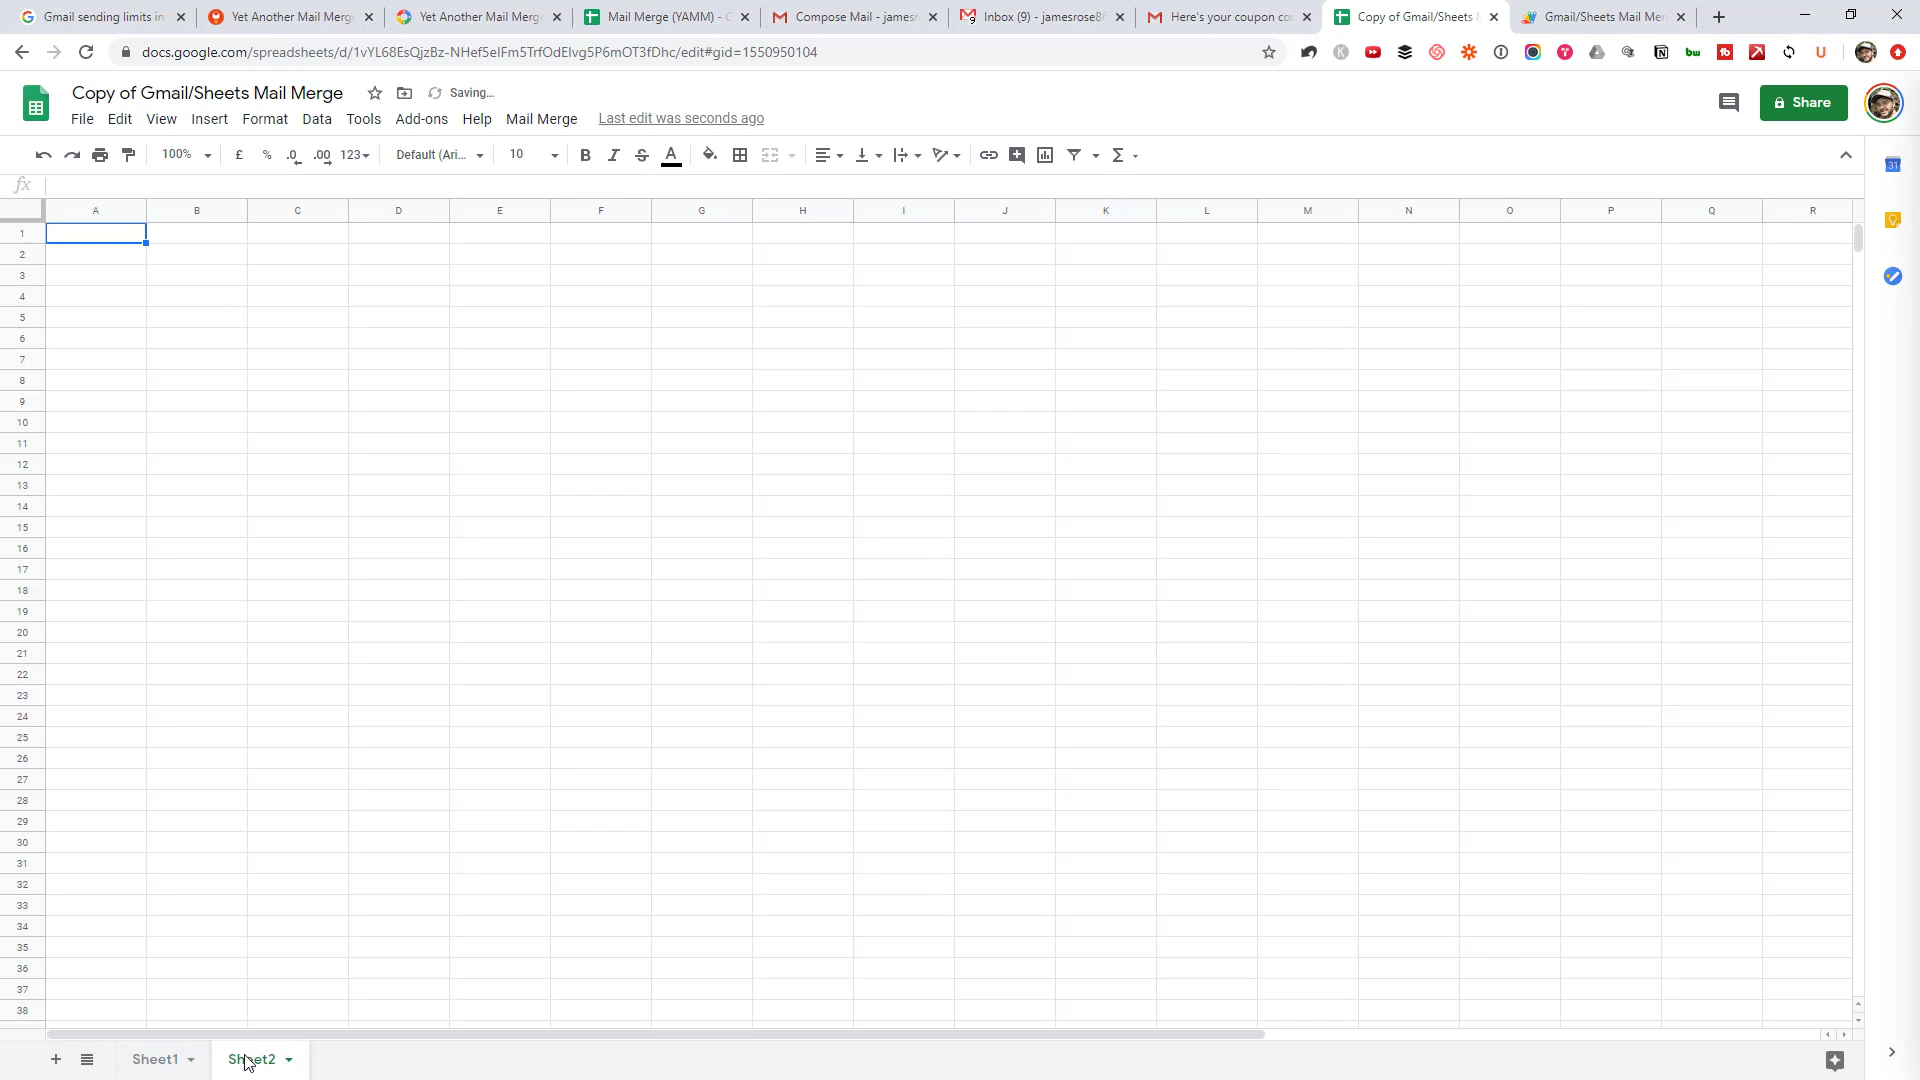 Gmail sending limits in
Yet Another Mail Merg
Yet Another Mail Merg
Mail Merge (YAMM) - C
Compose Mail - jamesr
Inbox (9) - jamesrose8
Here's your coupon co
Copy of Gmail/Sheets
Gmail/Sheets Mail Mer
docs.google.com/spreadsheets/d/1vYL68EsQjzBz-NHef5eIFm5TrfOdEIvg5P6mOT3fDhc/edit#gid=1550950104
Copy of Gmail/Sheets Mail Merge
Saving...
Share
File
Edit
View
Insert
Format
Data
Tools
Add-ons
Help
Mail Merge
Last edit was seconds ago
100%
£
%
.0
.00
123
Default (Ari...
10
B
I
S
A
Σ
31
fx
A
B
C
D
E
F
G
H
I
J
K
L
M
N
O
P
Q
R
1
2
3
4
5
6
7
8
9
10
11
12
13
14
15
16
17
18
19
20
21
22
23
24
25
26
27
28
29
30
31
32
33
34
35
36
37
38
Sheet1
Sheet2